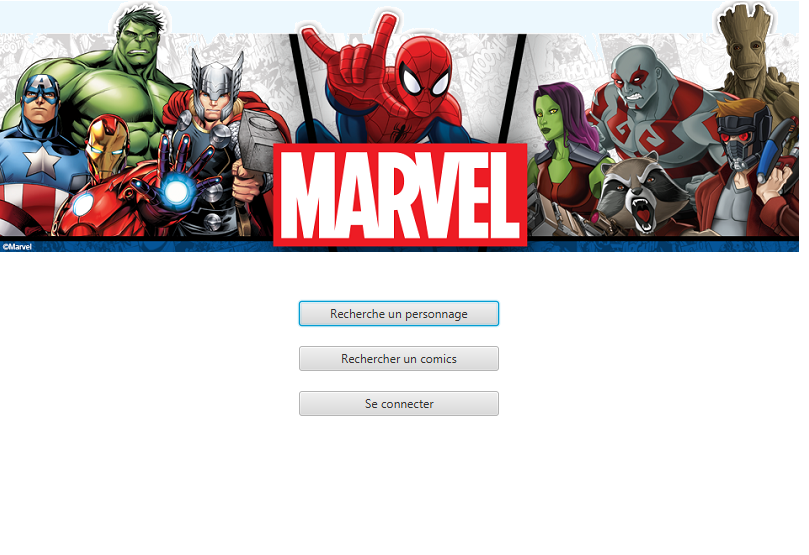 MARVEL
©Marvel
Recherche un personnage
Rechercher un comics
Se connecter